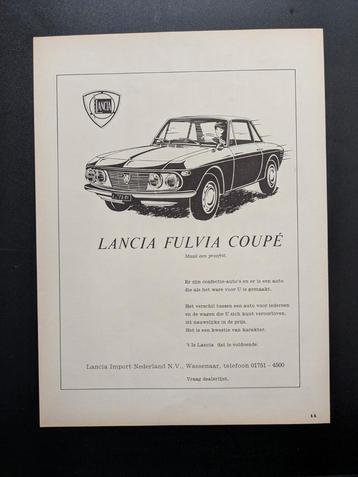 LANCIA
LANCIA FULVIA COUPÉ
Maak een proefrit.
Er zijn confectie-auto's en er is een auto
die als het ware voor U is gemaakt.
Het verschil tussen een auto voor iedereen
en de wagen die U zich kunt veroorloven,
zit nauwelijks in de prijs.
Het is een kwestie van karakter.
't Is Lancia dat is voldoende.
Lancia Import Nederland N.V., Wassenaar, telefoon 01751 - 4500
Vraag dealerlijst.